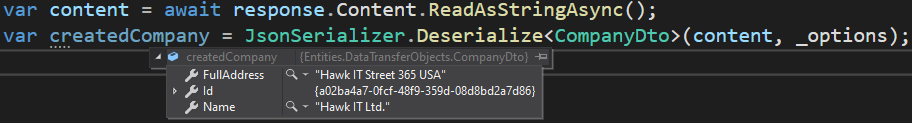 var content = await response.Content.ReadAsStringAsync();
var createdCompany = JsonSerializer.Deserialize<CompanyDto>(content, _options);
createdCompany {Entities.DataTransferObjects.CompanyDto}
FullAddress "Hawk IT Street 365 USA"
Id {a02ba4a7-0fcf-48f9-359d-08d8bd2a7d86}
Name "Hawk IT Ltd."